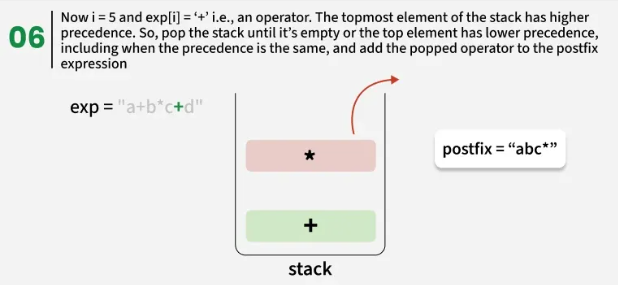 06
Now i = 5 and exp[i] = ‘+’ i.e., an operator. The topmost element of the stack has higher
precedence. So, pop the stack until it’s empty or the top element has lower precedence,
including when the precedence is the same, and add the popped operator to the postfix
expression
exp = "a+b*c+d"
*
postfix = “abc*”
+
stack